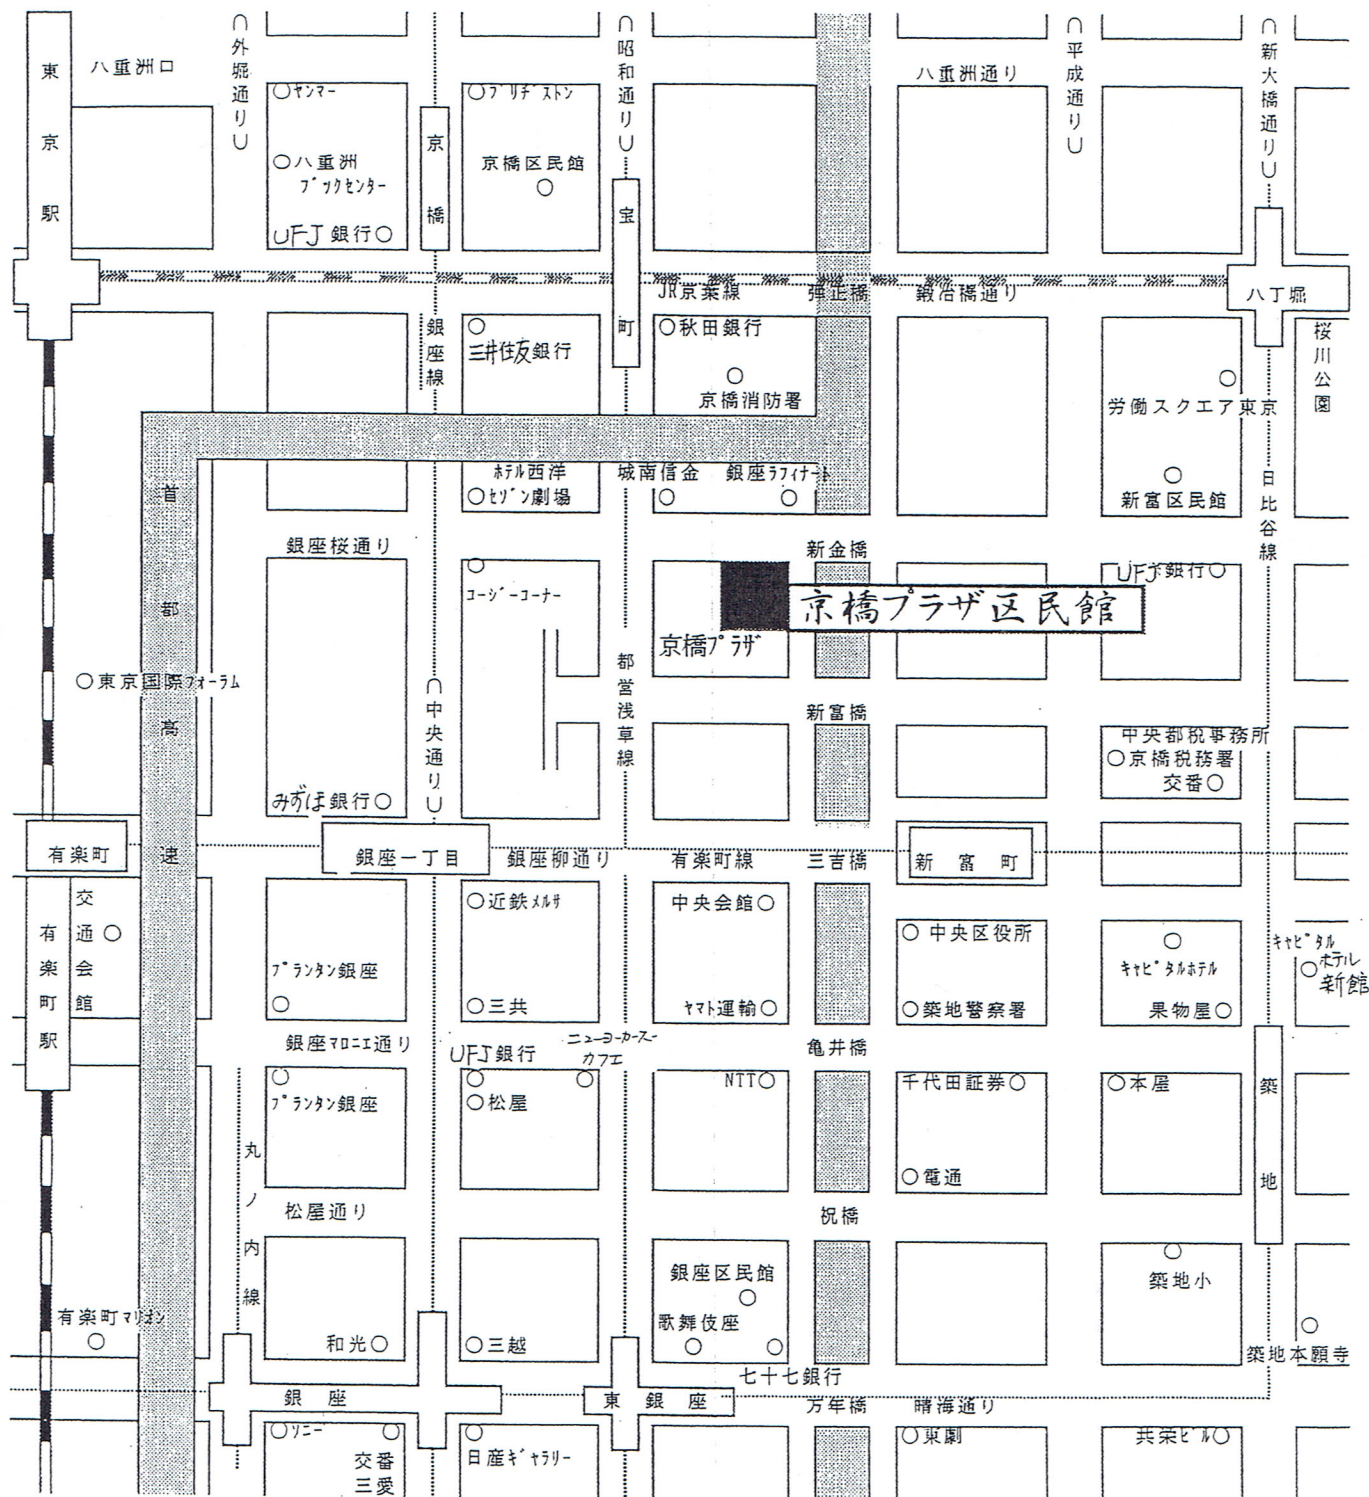 ⊂外堀通り⊃
⊂昭和通り⊃
⊂平成通り⊃
⊂新大橋通り⊃
東京駅
八重洲口
八重洲通り
○ヤンマー
○ブリヂストン
京橋
○八重洲
ブックセンター
京橋区民館
○
宝町
UFJ銀行○
JR京葉線
弾正橋
鍛冶橋通り
八丁堀
銀座線
○
三井住友銀行
○秋田銀行
○
京橋消防署
桜川公園
○
労働スクエア東京
首都高速
ホテル西洋
○セゾン劇場
城南信金
○
銀座ラフィナート
○
○
新富区民館
日比谷線
銀座桜通り
新金橋
○
コージーコーナー
UFJ銀行○
京橋プラザ区民館
京橋プラザ
都営浅草線
○東京国際フォーラム
⊂中央通り⊃
新富橋
中央都税事務所
○京橋税務署
交番○
みずほ銀行○
有楽町
銀座一丁目
銀座柳通り
有楽町線
三吉橋
新富町
交通会館
○
有楽町駅
○近鉄メルサ
中央会館○
○中央区役所
○
キャピタルホテル
キャピタル
○ホテル
新館
プランタン銀座
○
○三共
ヤマト運輸○
○築地警察署
果物屋○
銀座マロニエ通り
UFJ銀行
○
ニューヨーカーズ
カフェ
○
亀井橋
○
プランタン銀座
○松屋
NTT○
千代田証券○
○本屋
築地
丸ノ内線
○電通
松屋通り
祝橋
銀座区民館
○
○
築地小
有楽町マリオン
○
和光○
○三越
歌舞伎座
○
○
七十七銀行
○
築地本願寺
銀座
東銀座
万年橋
晴海通り
○ソニー
○
交番
三愛
○
日産ギャラリー
○東劇
共栄ビル○